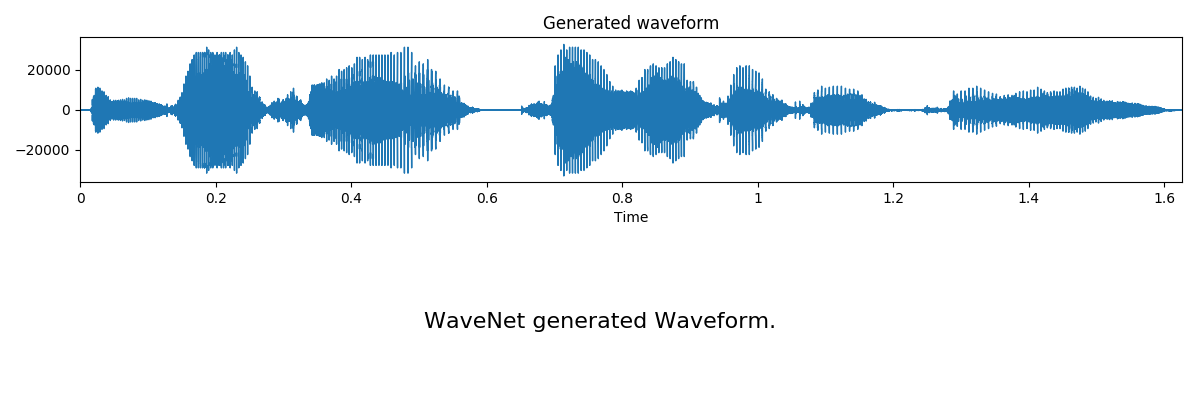 Generated waveform
20000
0
−20000
0 0.2 0.4 0.6 0.8 1 1.2 1.4 1.6
Time
WaveNet generated Waveform.